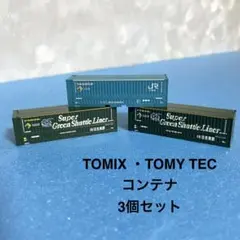 JR
Super
Green Shuttle Liner
Super
Green Shuttle Liner
TOMIX ・TOMY TEC
コンテナ
3個セット